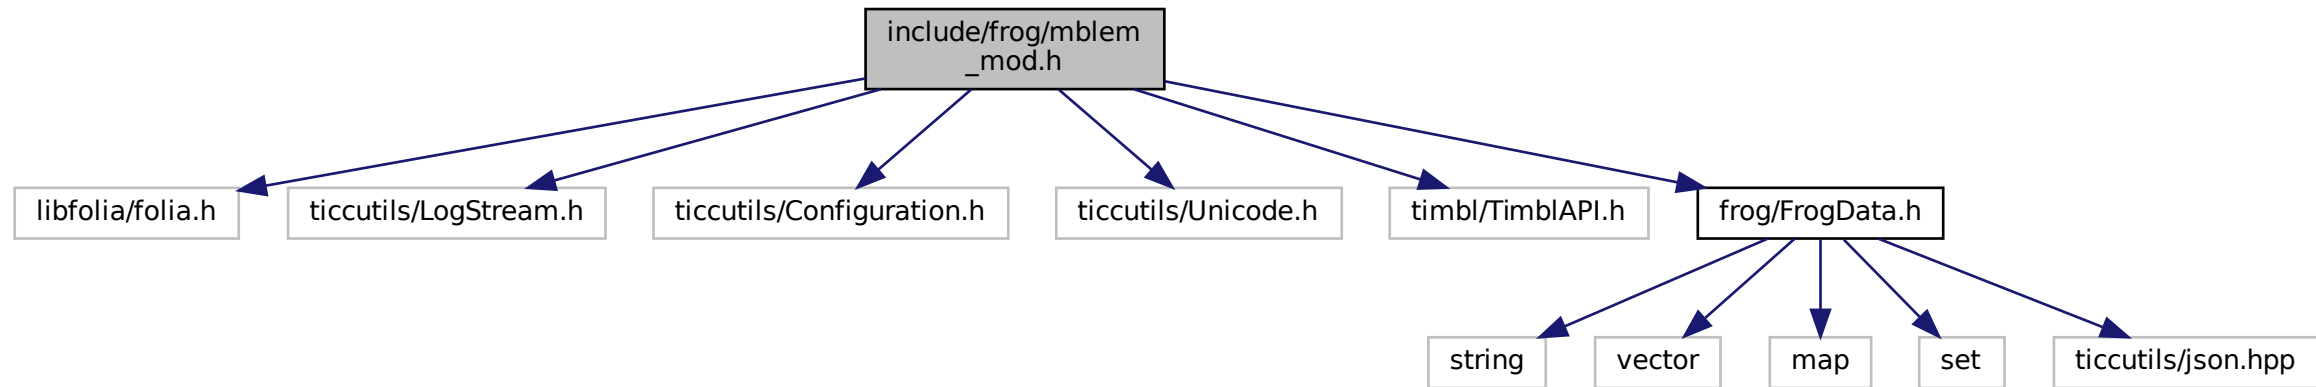 include/frog/mblem
_mod.h
libfolia/folia.h
ticcutils/LogStream.h
ticcutils/Configuration.h
ticcutils/Unicode.h
timbl/TimblAPI.h
frog/FrogData.h
string
vector
map
set
ticcutils/json.hpp